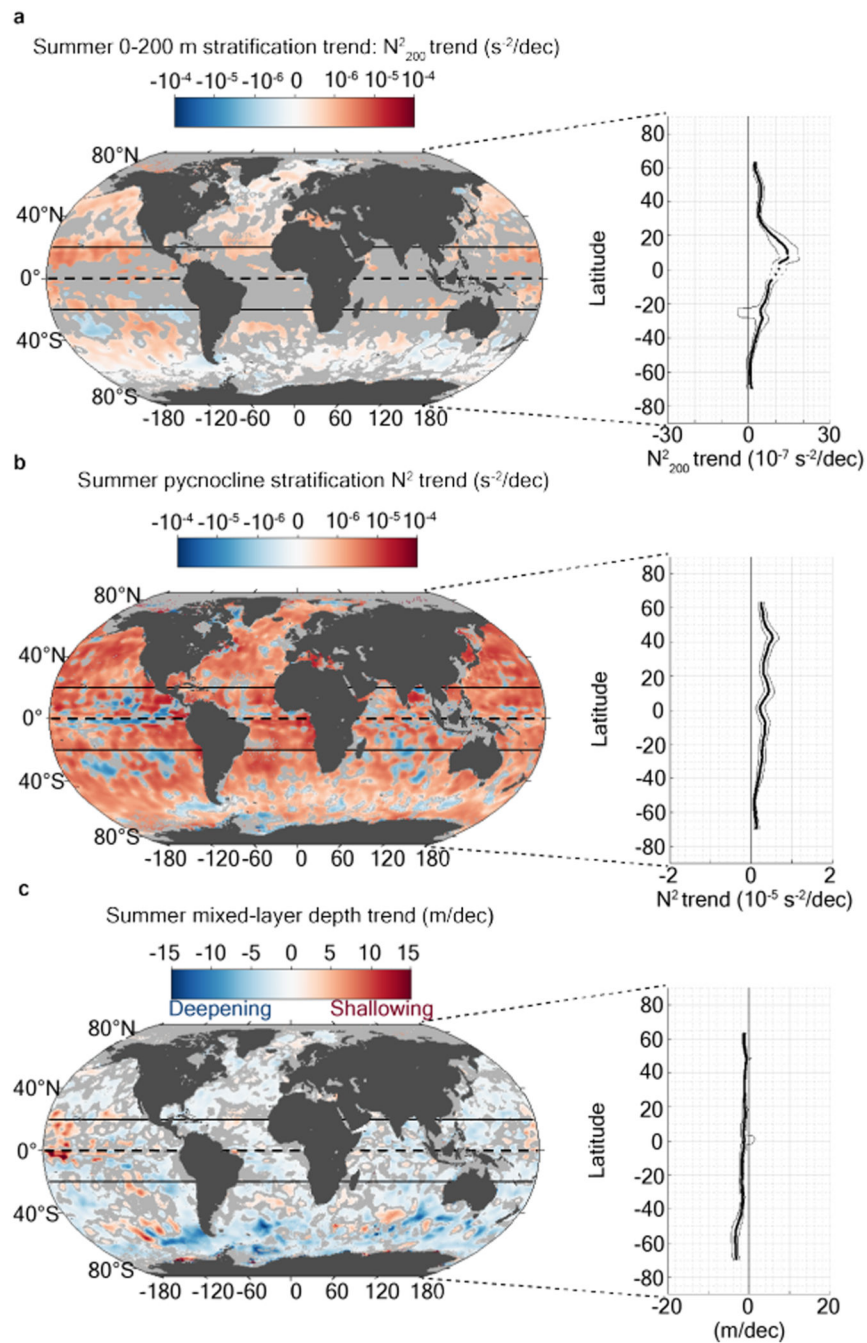 a
Summer 0-200 m stratification trend: N²₂₀₀ trend (s⁻²/dec)
-10⁻⁴ -10⁻⁵ -10⁻⁶ 0 10⁻⁶ 10⁻⁵ 10⁻⁴
80°N
40°N
0°
40°S
80°S
-180 -120 -60 0 60 120 180
Latitude
80
60
40
20
0
-20
-40
-60
-80
-30 0 30
N²₂₀₀ trend (10⁻⁷ s⁻²/dec)
b
Summer pycnocline stratification N² trend (s⁻²/dec)
-10⁻⁴ -10⁻⁵ -10⁻⁶ 0 10⁻⁶ 10⁻⁵ 10⁻⁴
80°N
40°N
0°
40°S
80°S
-180 -120 -60 0 60 120 180
Latitude
80
60
40
20
0
-20
-40
-60
-80
-2 0 2
N² trend (10⁻⁵ s⁻²/dec)
c
Summer mixed-layer depth trend (m/dec)
-15 -10 -5 0 5 10 15
Deepening Shallowing
80°N
40°N
0°
40°S
80°S
-180 -120 -60 0 60 120 180
Latitude
80
60
40
20
0
-20
-40
-60
-80
-20 0 20
(m/dec)